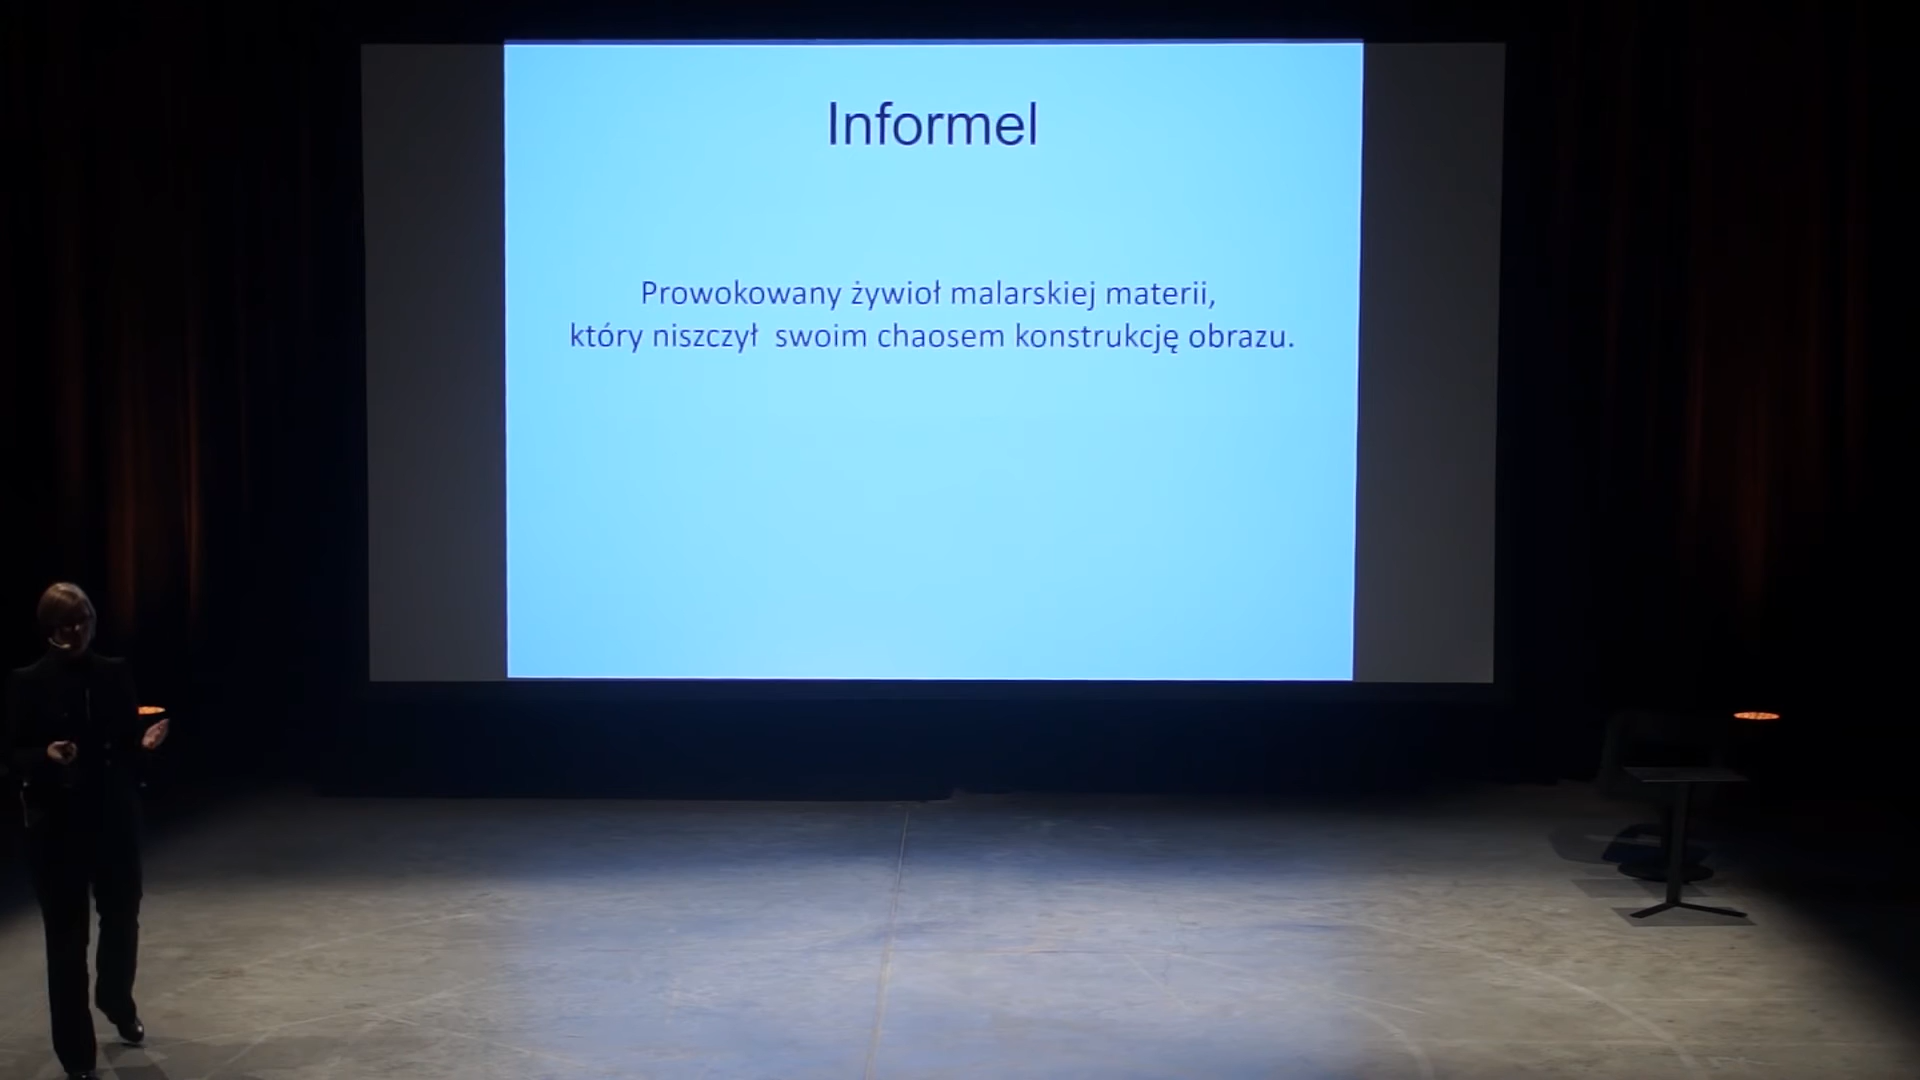 Informel
Prowokowany żywioł malarskiej materii,
który niszczył swoim chaosem konstrukcję obrazu.